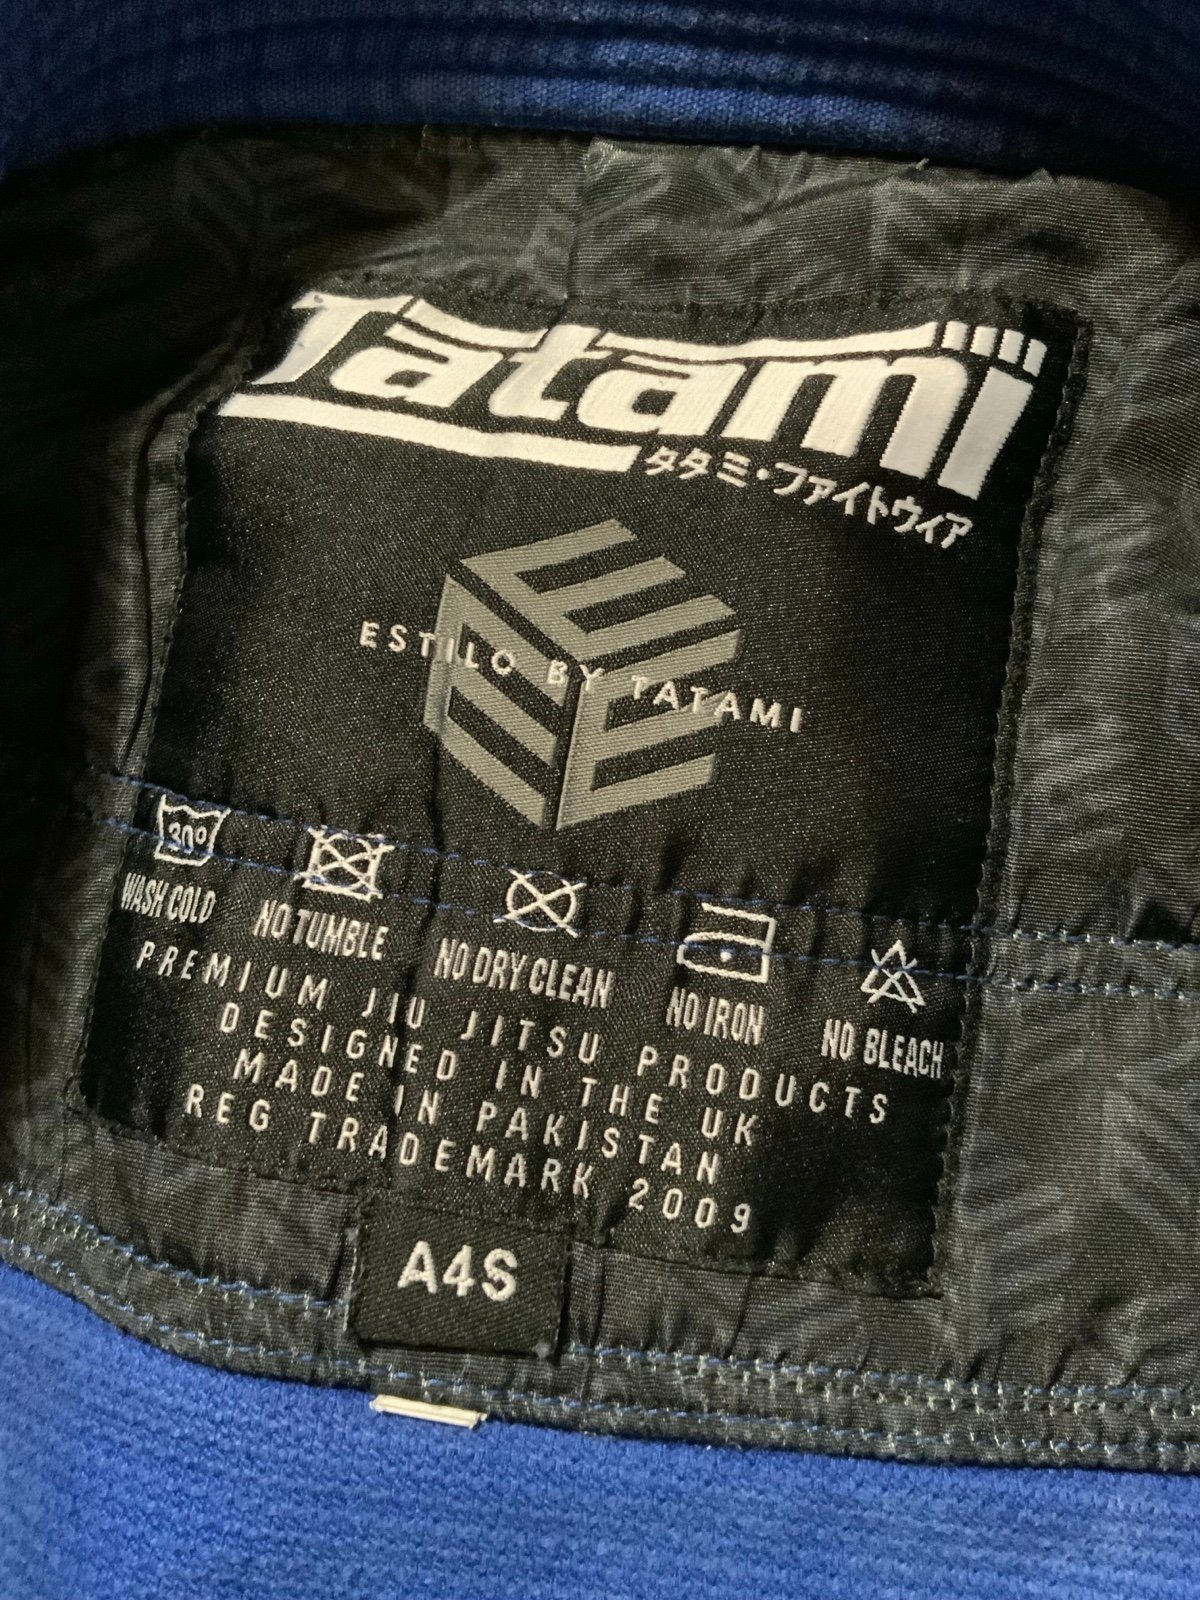 Tatami
タタミ・ファイトウィア
ESTILO BY TATAMI
30°
WASH COLD
NO TUMBLE
NO DRY CLEAN
NO IRON
NO BLEACH
PREMIUM JIU JITSU PRODUCTS
DESIGNED IN THE UK
MADE IN PAKISTAN
REG TRADEMARK 2009
A4S